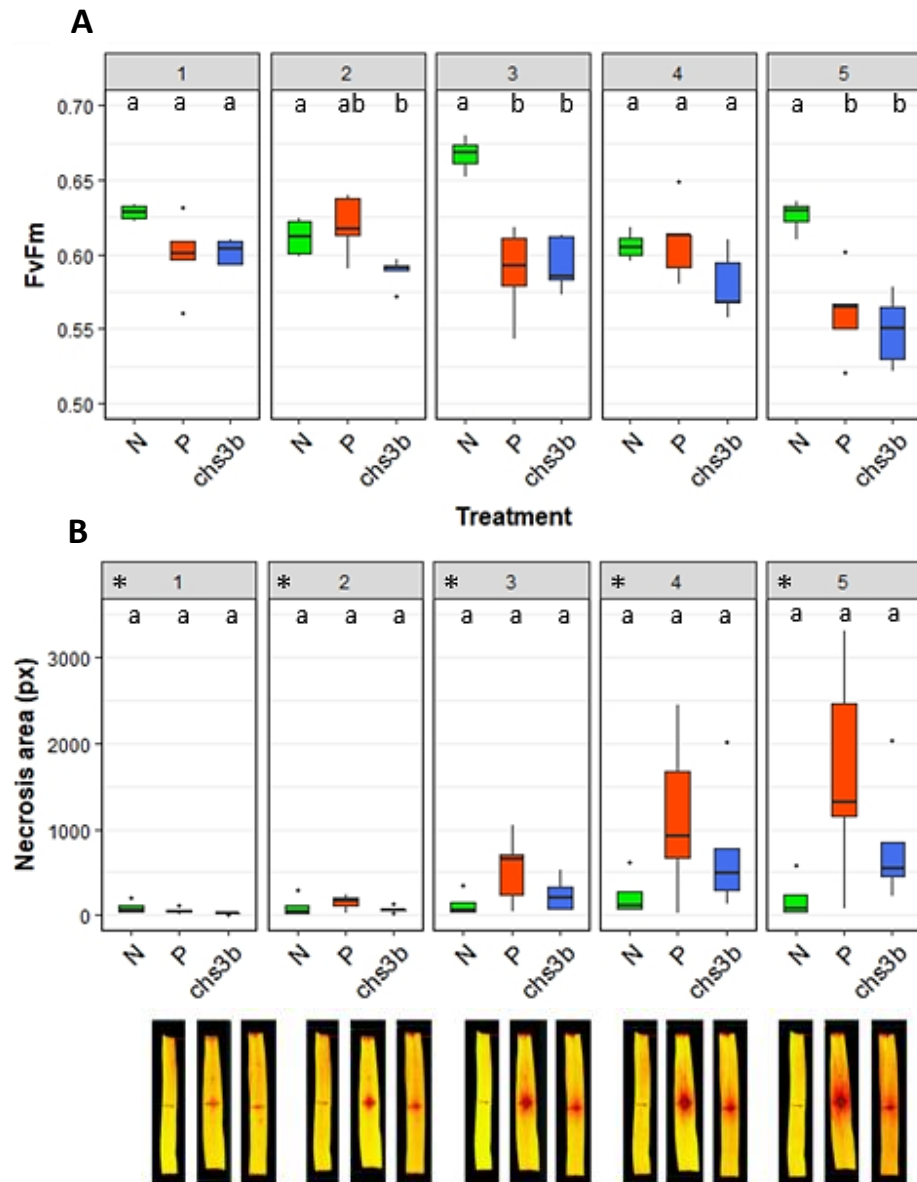 A
1 2 3 4 5
a a a a ab b a b b a a a a b b
0.70
0.65
0.60
0.55
0.50
FvFm
N P chs3b N P chs3b N P chs3b N P chs3b N P chs3b
Treatment
B
* 1 * 2 * 3 * 4 * 5
a a a a a a a a a a a a a a a
3000
2000
1000
0
Necrosis area (px)
N P chs3b N P chs3b N P chs3b N P chs3b N P chs3b